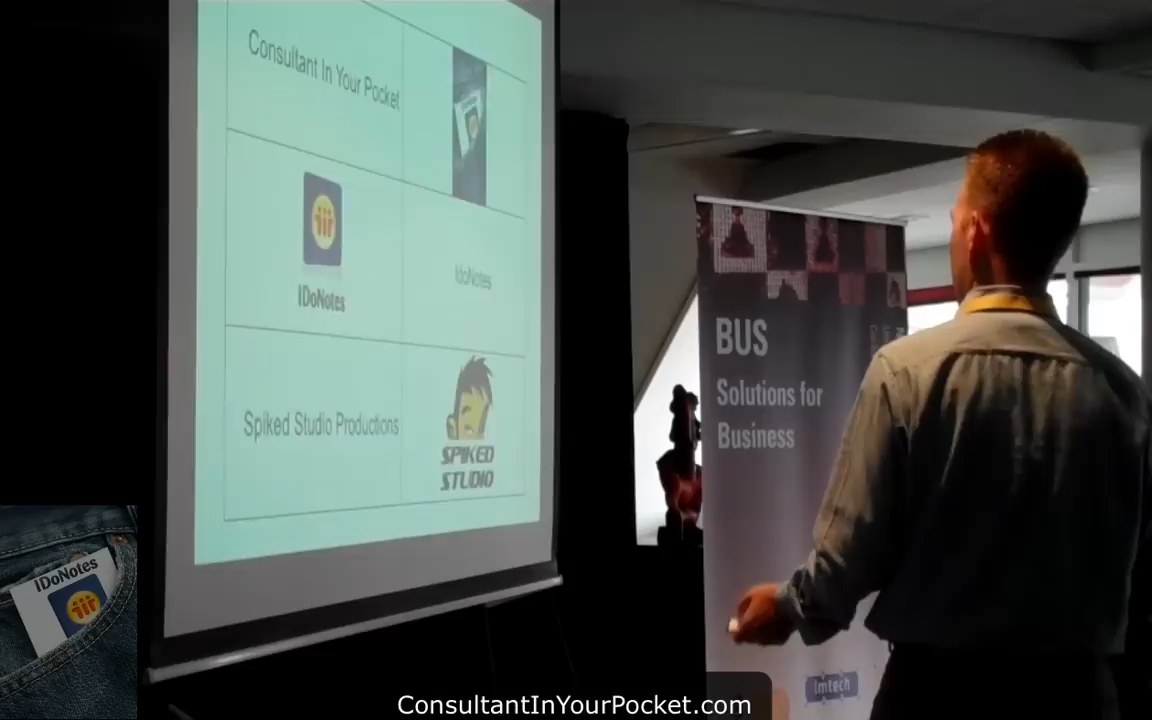 Consultant In Your Pocket
IDoNotes
IdoNotes
Spiked Studio Productions
SPIKED
STUDIO
BUS
Solutions for
Business
Imtech
IDoNotes
ConsultantInYourPocket.com